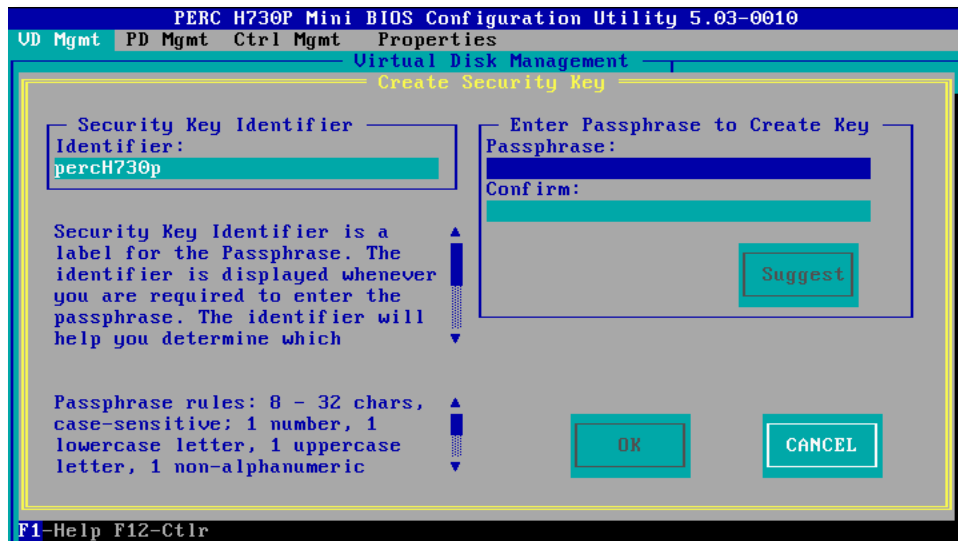 PERC H730P Mini BIOS Configuration Utility 5.03-0010
VD Mgmt PD Mgmt Ctrl Mgmt Properties
Virtual Disk Management
Create Security Key
Security Key Identifier
Identifier:
percH730p
Enter Passphrase to Create Key
Passphrase:
Confirm:
Suggest
Security Key Identifier is a
label for the Passphrase. The
identifier is displayed whenever
you are required to enter the
passphrase. The identifier will
help you determine which
Passphrase rules: 8 - 32 chars,
case-sensitive; 1 number, 1
lowercase letter, 1 uppercase
letter, 1 non-alphanumeric
OK
CANCEL
F1-Help F12-Ctlr